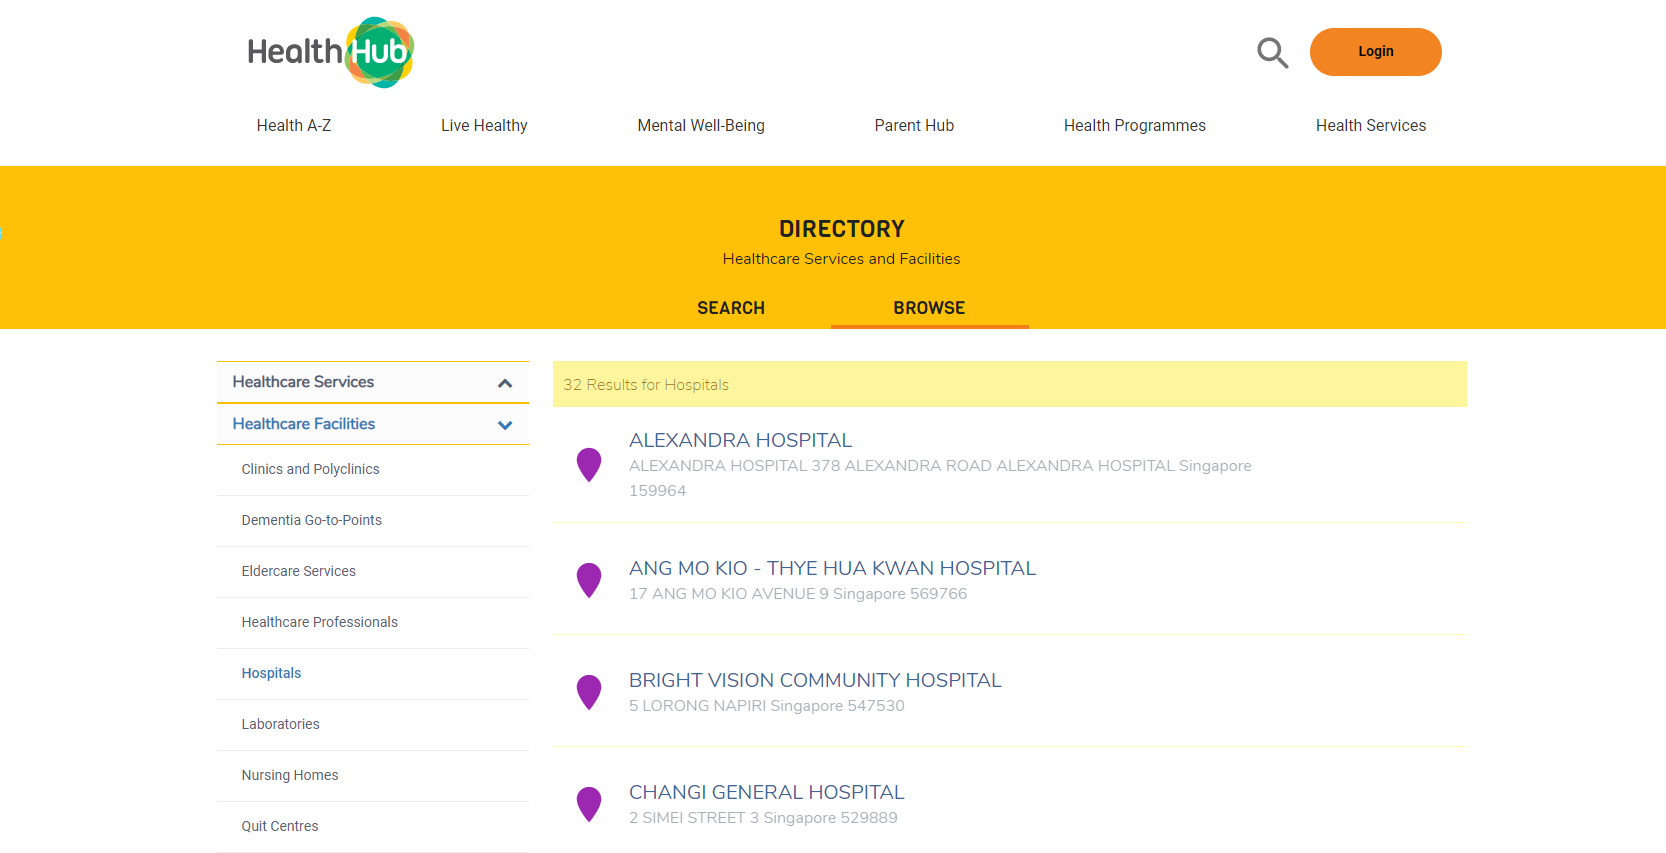 HealthHub
Login
Health A-Z
Live Healthy
Mental Well-Being
Parent Hub
Health Programmes
Health Services
DIRECTORY
Healthcare Services and Facilities
SEARCH
BROWSE
Healthcare Services
Healthcare Facilities
Clinics and Polyclinics
Dementia Go-to-Points
Eldercare Services
Healthcare Professionals
Hospitals
Laboratories
Nursing Homes
Quit Centres
32 Results for Hospitals
ALEXANDRA HOSPITAL
ALEXANDRA HOSPITAL 378 ALEXANDRA ROAD ALEXANDRA HOSPITAL Singapore
159964
ANG MO KIO - THYE HUA KWAN HOSPITAL
17 ANG MO KIO AVENUE 9 Singapore 569766
BRIGHT VISION COMMUNITY HOSPITAL
5 LORONG NAPIRI Singapore 547530
CHANGI GENERAL HOSPITAL
2 SIMEI STREET 3 Singapore 529889